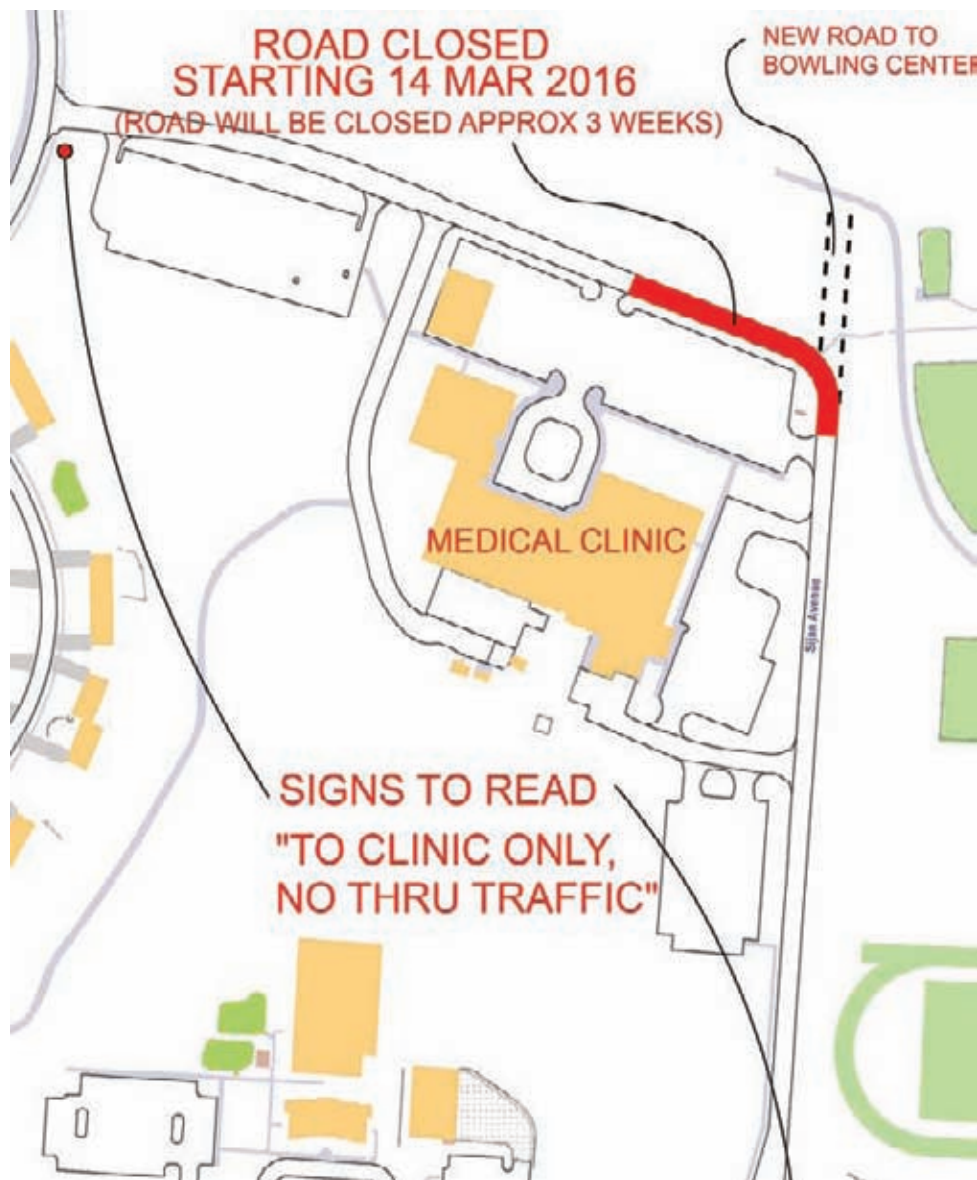 ROAD CLOSED
STARTING 14 MAR 2016
(ROAD WILL BE CLOSED APPROX 3 WEEKS)
NEW ROAD TO
BOWLING CENTER
MEDICAL CLINIC
Sijan Avenue
SIGNS TO READ
"TO CLINIC ONLY,
NO THRU TRAFFIC"